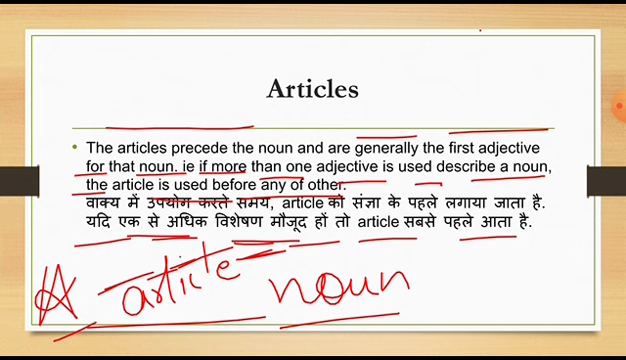 Articles
• The articles precede the noun and are generally the first adjective
for that noun. ie if more than one adjective is used describe a noun,
the article is used before any of other.
वाक्य में उपयोग करते समय, article को संज्ञा के पहले लगाया जाता है.
यदि एक से अधिक विशेषण मौजूद हों तो article सबसे पहले आता है.
article noun